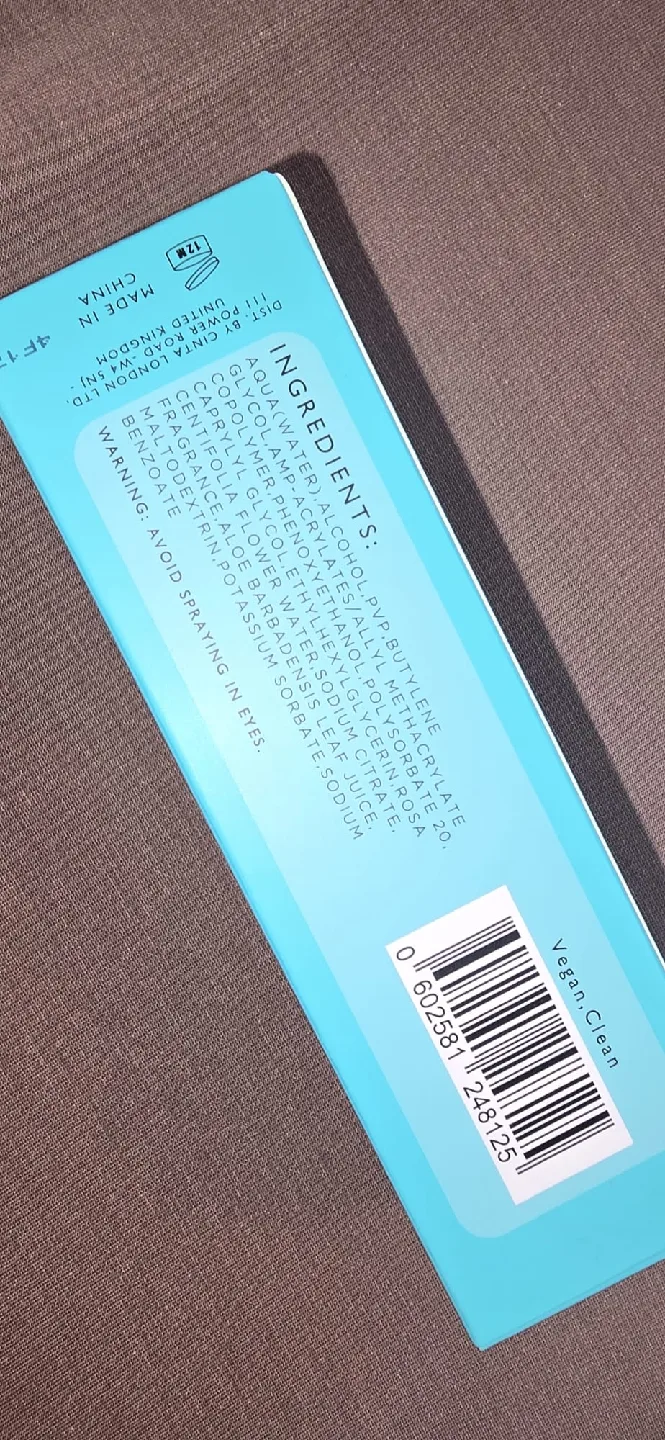 INGREDIENTS:
AQUA(WATER),ALCOHOL,PVP,BUTYLENE
GLYCOL,AMP-ACRYLATES/ALLYL METHACRYLATE
COPOLYMER,PHENOXYETHANOL,POLYSORBATE 20,
CAPRYLYL GLYCOL,ETHYLHEXYLGLYCERIN,ROSA
CENTIFOLIA FLOWER WATER,SODIUM CITRATE,
FRAGRANCE,ALOE BARBADENSIS LEAF JUICE,
MALTODEXTRIN,POTASSIUM SORBATE,SODIUM
BENZOATE
WARNING: AVOID SPRAYING IN EYES.
Vegan,Clean
0 602581 248125
DIST. BY CINTA LONDON LTD.
111 POWER ROAD -W4 5NJ -
UNITED KINGDOM
MADE IN
CHINA
12M